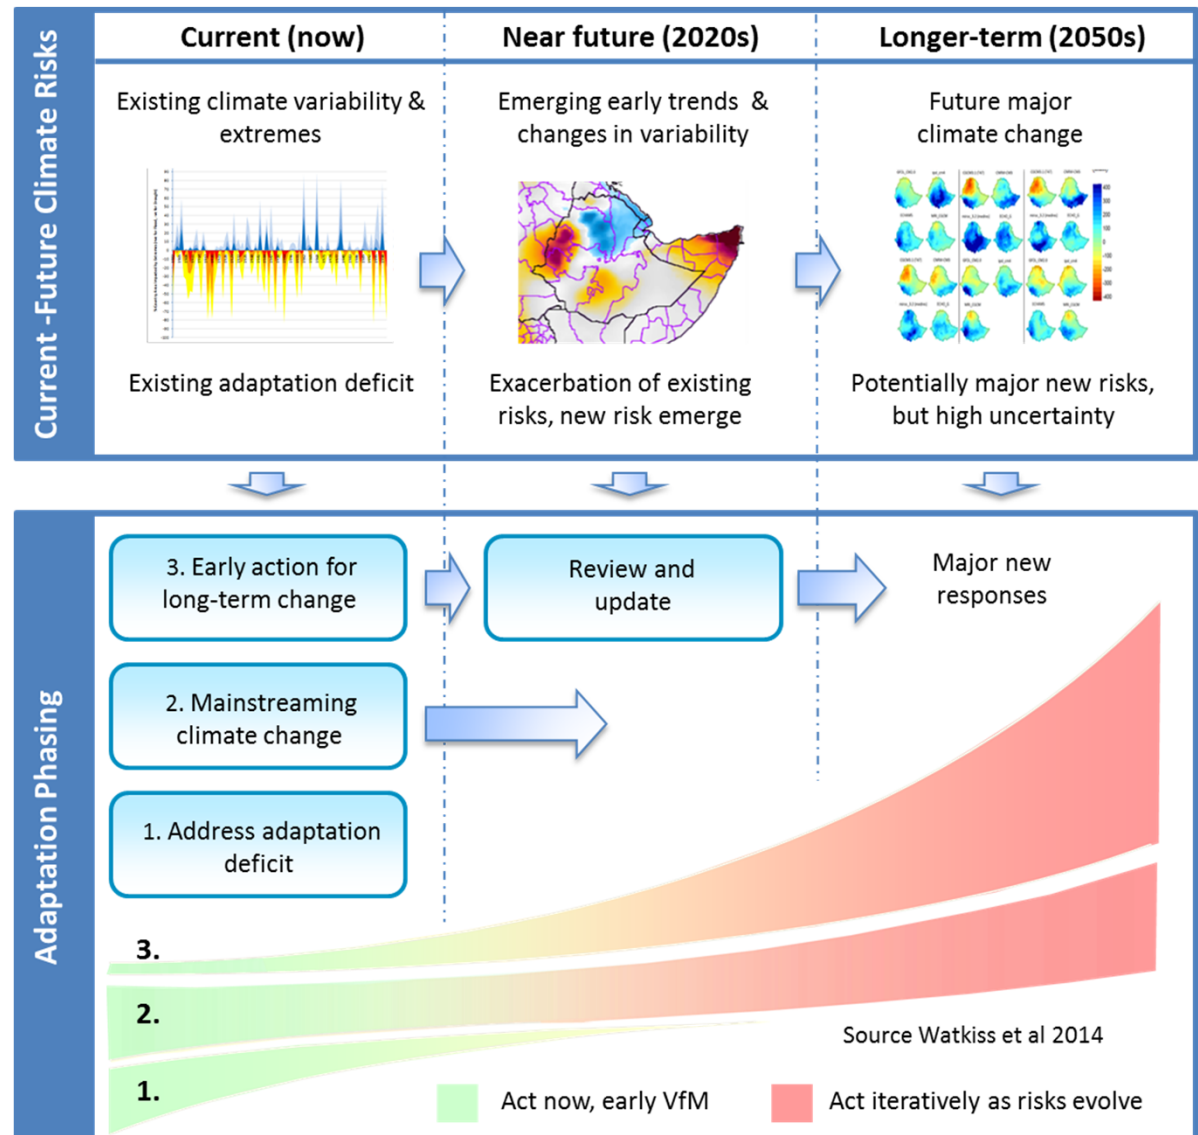 Current -Future Climate Risks
Current (now)
Near future (2020s)
Longer-term (2050s)
Existing climate variability &
extremes
Emerging early trends &
changes in variability
Future major
climate change
Existing adaptation deficit
Exacerbation of existing
risks, new risk emerge
Potentially major new risks,
but high uncertainty
Adaptation Phasing
3. Early action for
long-term change
Review and
update
Major new
responses
2. Mainstreaming
climate change
1. Address adaptation
deficit
3.
2.
1.
Source Watkiss et al 2014
Act now, early VfM
Act iteratively as risks evolve